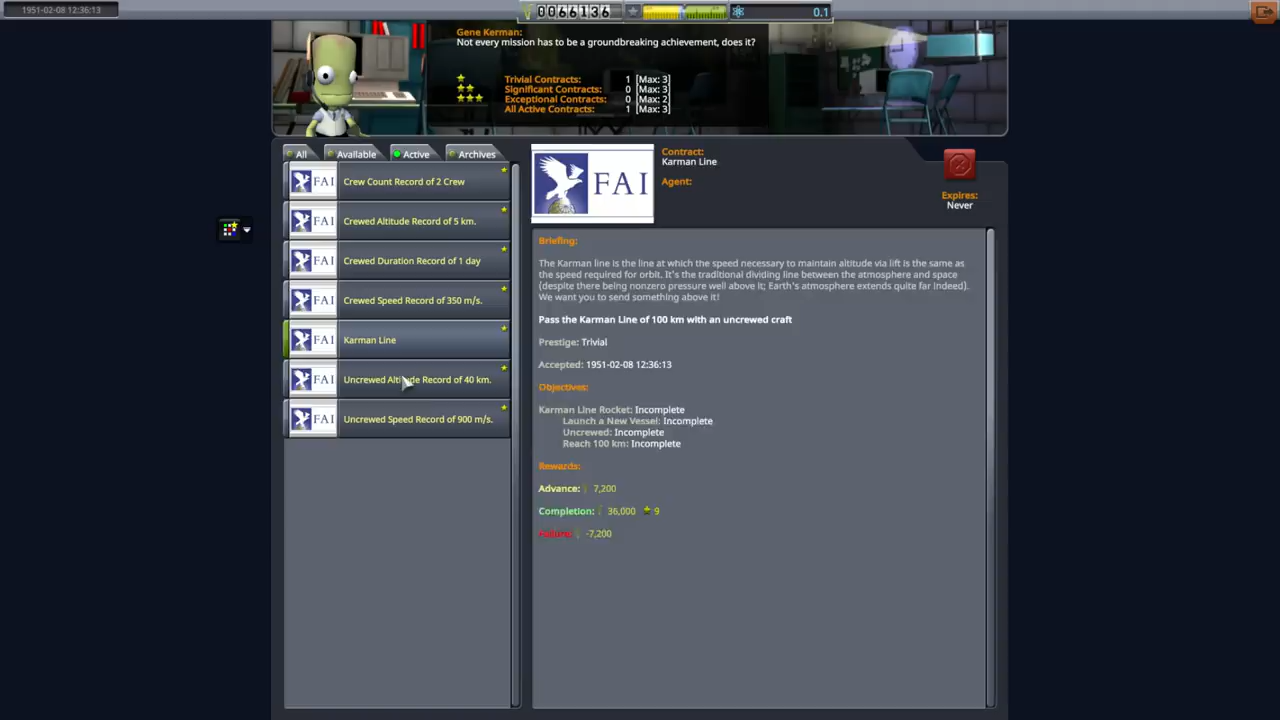 1951-02-08 12:36:13
0066136
0.1
Gene Kerman:
Not every mission has to be a groundbreaking achievement, does it?
Trivial Contracts: 1 [Max: 3]
Significant Contracts: 0 [Max: 3]
Exceptional Contracts: 0 [Max: 2]
All Active Contracts: 1 [Max: 3]
All
Available
Active
Archives
FAI Crew Count Record of 2 Crew
FAI Crewed Altitude Record of 5 km.
FAI Crewed Duration Record of 1 day
FAI Crewed Speed Record of 350 m/s.
FAI Karman Line
FAI Uncrewed Altitude Record of 40 km.
FAI Uncrewed Speed Record of 900 m/s.
FAI
Contract:
Karman Line
Agent:
Expires:
Never
Briefing:
The Karman line is the line at which the speed necessary to maintain altitude via lift is the same as
the speed required for orbit. It's the traditional dividing line between the atmosphere and space
(despite there being nonzero pressure well above it; Earth's atmosphere extends quite far indeed).
We want you to send something above it!
Pass the Karman Line of 100 km with an uncrewed craft
Prestige: Trivial
Accepted: 1951-02-08 12:36:13
Objectives:
Karman Line Rocket: Incomplete
Launch a New Vessel: Incomplete
Uncrewed: Incomplete
Reach 100 km: Incomplete
Rewards:
Advance: 7,200
Completion: 36,000 9
Failure: -7,200